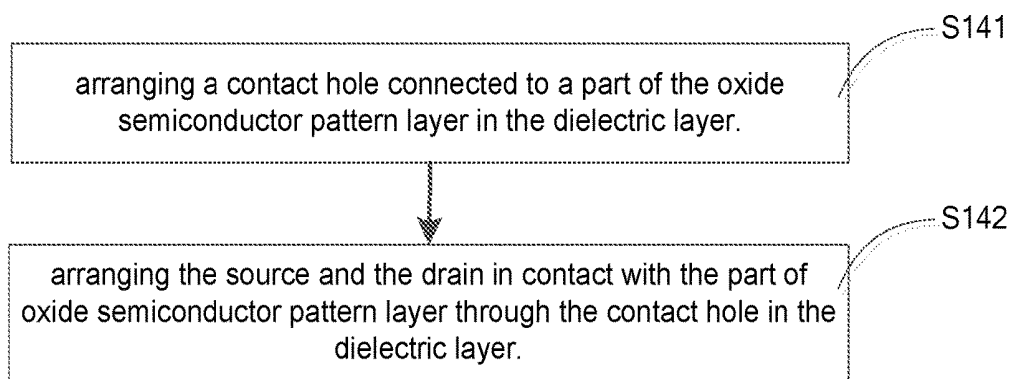 S141
arranging a contact hole connected to a part of the oxide
semiconductor pattern layer in the dielectric layer.
S142
arranging the source and the drain in contact with the part of
oxide semiconductor pattern layer through the contact hole in the
dielectric layer.